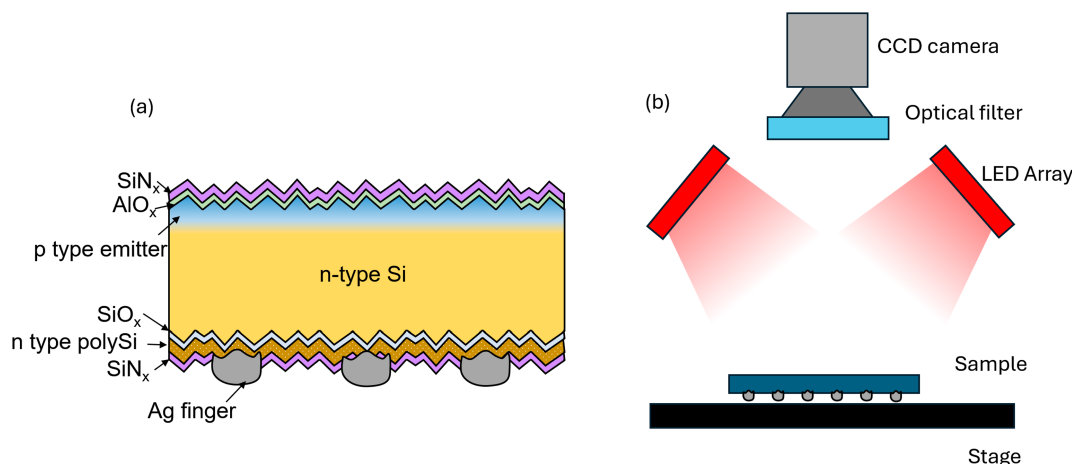 (a)
SiNx
AlOx
p type emitter
n-type Si
SiOx
n type polySi
SiNx
Ag finger
(b)
CCD camera
Optical filter
LED Array
Sample
Stage